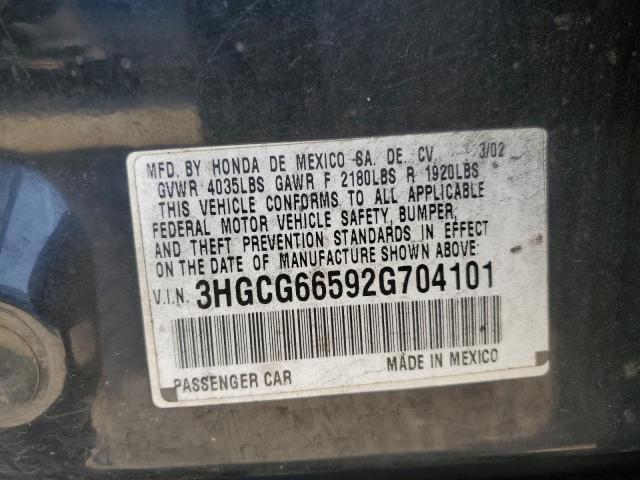 MFD. BY HONDA DE MEXICO SA. DE. CV. 3/02
GVWR 4035LBS GAWR F 2180LBS R 1920LBS
THIS VEHICLE CONFORMS TO ALL APPLICABLE
FEDERAL MOTOR VEHICLE SAFETY, BUMPER,
AND THEFT PREVENTION STANDARDS IN EFFECT
ON THE DATE OF MANUFACTURE SHOWN ABOVE.
V.I.N. 3HGCG66592G704101
PASSENGER CAR MADE IN MEXICO